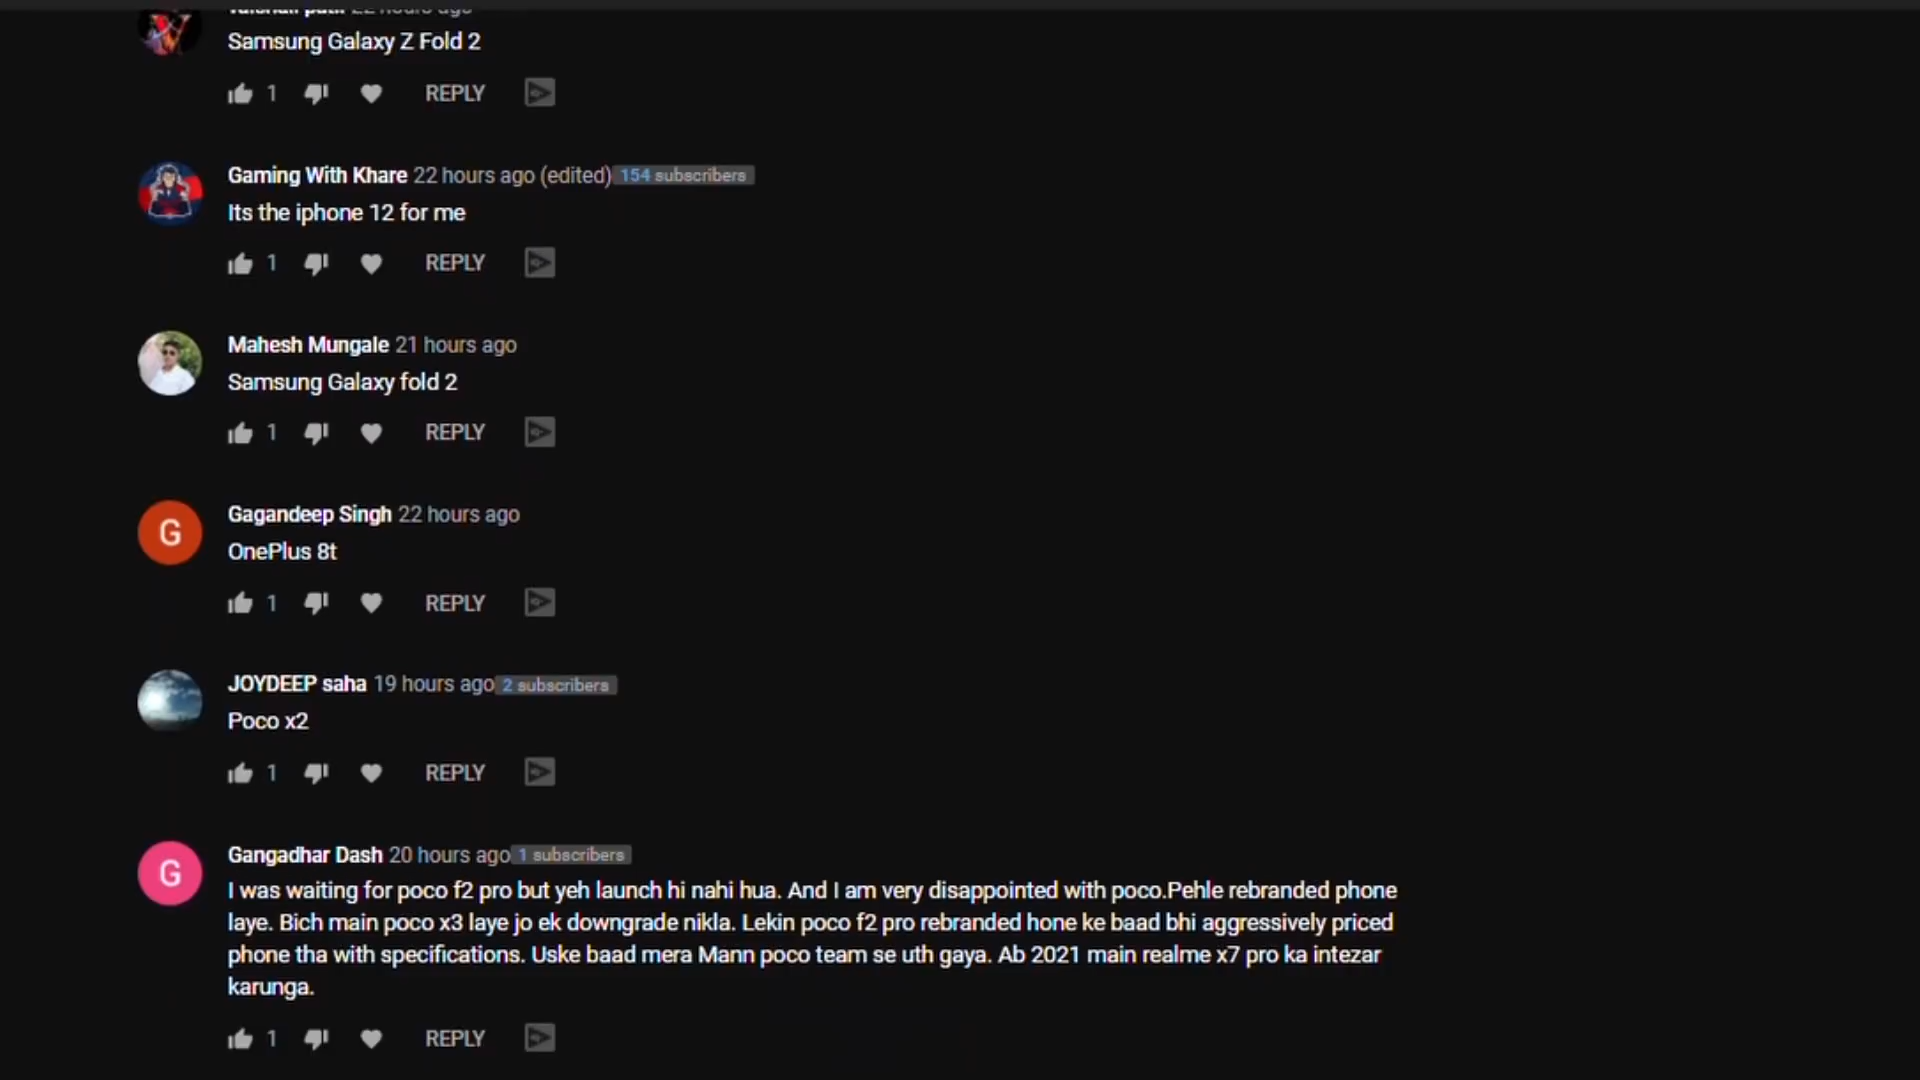 22 hours ago
Samsung Galaxy Z Fold 2
1 REPLY
Gaming With Khare 22 hours ago (edited) 154 subscribers
Its the iphone 12 for me
1 REPLY
Mahesh Mungale 21 hours ago
Samsung Galaxy fold 2
1 REPLY
G
Gagandeep Singh 22 hours ago
OnePlus 8t
1 REPLY
JOYDEEP saha 19 hours ago 2 subscribers
Poco x2
1 REPLY
G
Gangadhar Dash 20 hours ago 1 subscribers
I was waiting for poco f2 pro but yeh launch hi nahi hua. And I am very disappointed with poco.Pehle rebranded phone
laye. Bich main poco x3 laye jo ek downgrade nikla. Lekin poco f2 pro rebranded hone ke baad bhi aggressively priced
phone tha with specifications. Uske baad mera Mann poco team se uth gaya. Ab 2021 main realme x7 pro ka intezar
karunga.
1 REPLY